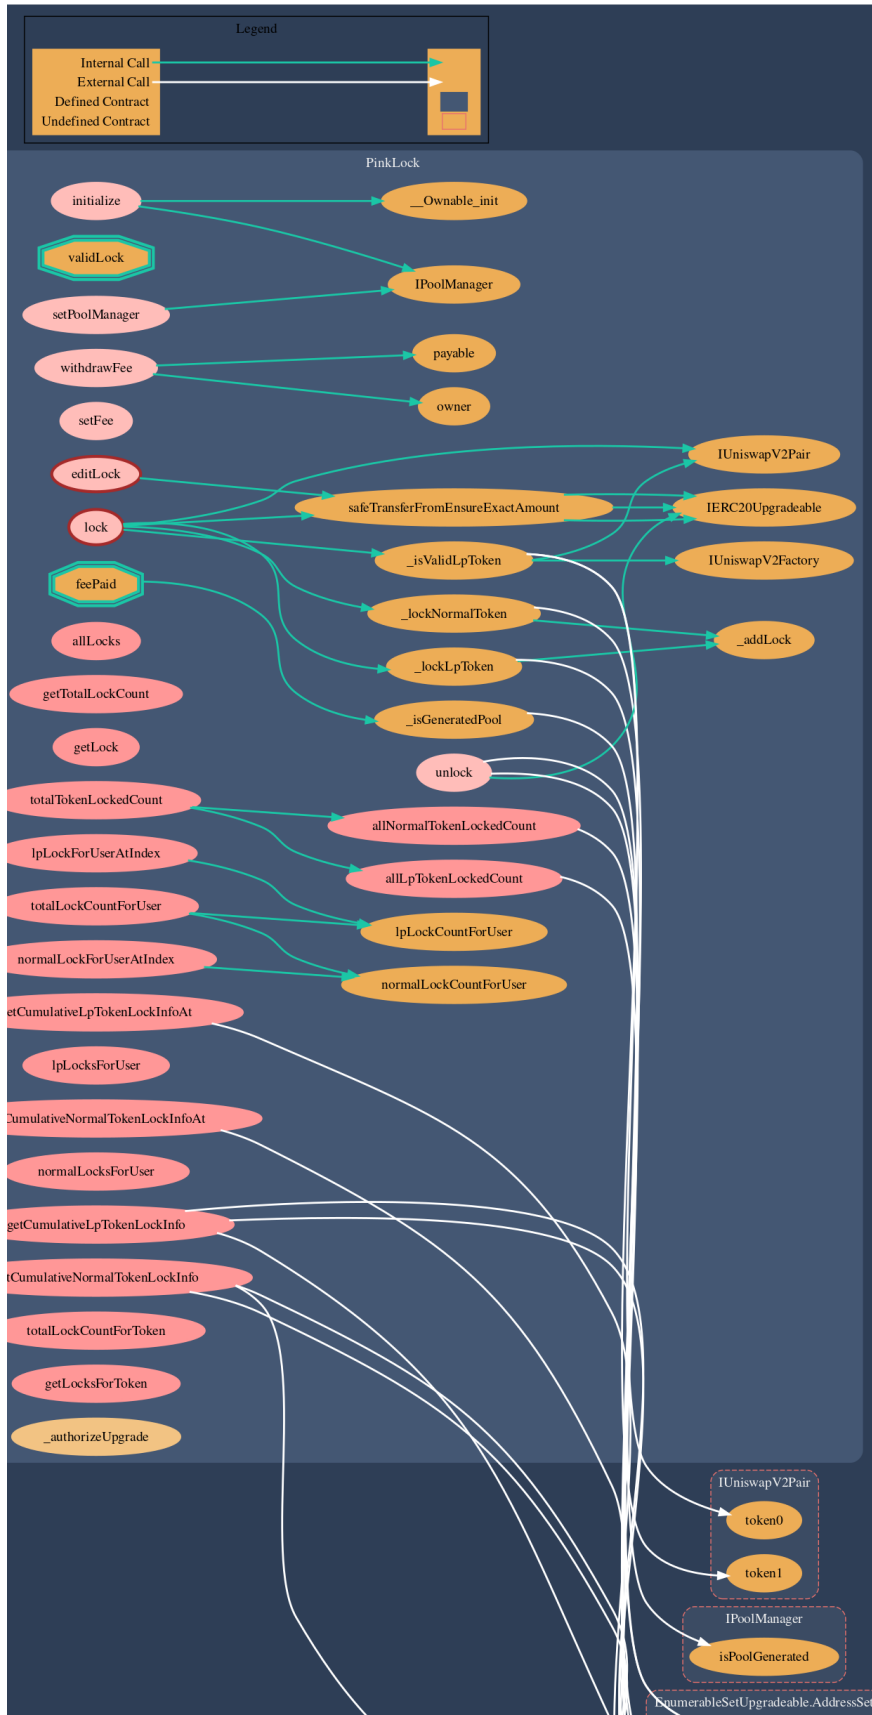 Legend
Internal Call
External Call
Defined Contract
Undefined Contract
PinkLock
initialize
__Ownable_init
validLock
IPoolManager
setPoolManager
payable
withdrawFee
owner
setFee
IUniswapV2Pair
editLock
safeTransferFromEnsureExactAmount
IERC20Upgradeable
lock
_isValidLpToken
IUniswapV2Factory
feePaid
_lockNormalToken
_addLock
allLocks
_lockLpToken
getTotalLockCount
_isGeneratedPool
getLock
unlock
totalTokenLockedCount
allNormalTokenLockedCount
lpLockForUserAtIndex
allLpTokenLockedCount
totalLockCountForUser
lpLockCountForUser
normalLockForUserAtIndex
normalLockCountForUser
etCumulativeLpTokenLockInfoAt
lpLocksForUser
CumulativeNormalTokenLockInfoAt
normalLocksForUser
getCumulativeLpTokenLockInfo
tCumulativeNormalTokenLockInfo
totalLockCountForToken
getLocksForToken
_authorizeUpgrade
IUniswapV2Pair
token0
token1
IPoolManager
isPoolGenerated
EnumerableSetUpgradeable.AddressSet